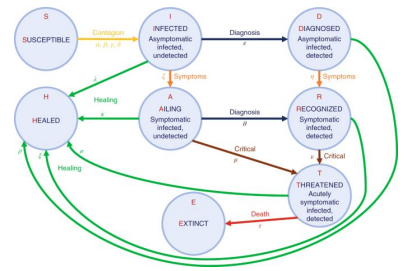 S
SUSCEPTIBLE
Contagion
α, β, γ, δ
I
INFECTED
Asymptomatic
infected,
undetected
Diagnosis
ε
D
DIAGNOSED
Asymptomatic
infected,
detected
λ
ζ
Symptoms
η
Symptoms
H
HEALED
Healing
κ
A
AILING
Symptomatic
infected,
undetected
Diagnosis
θ
R
RECOGNIZED
Symptomatic
infected,
detected
Critical
μ
ν
Critical
ρ
ξ
Healing
σ
T
THREATENED
Acutely
symptomatic
infected,
detected
E
EXTINCT
Death
τ